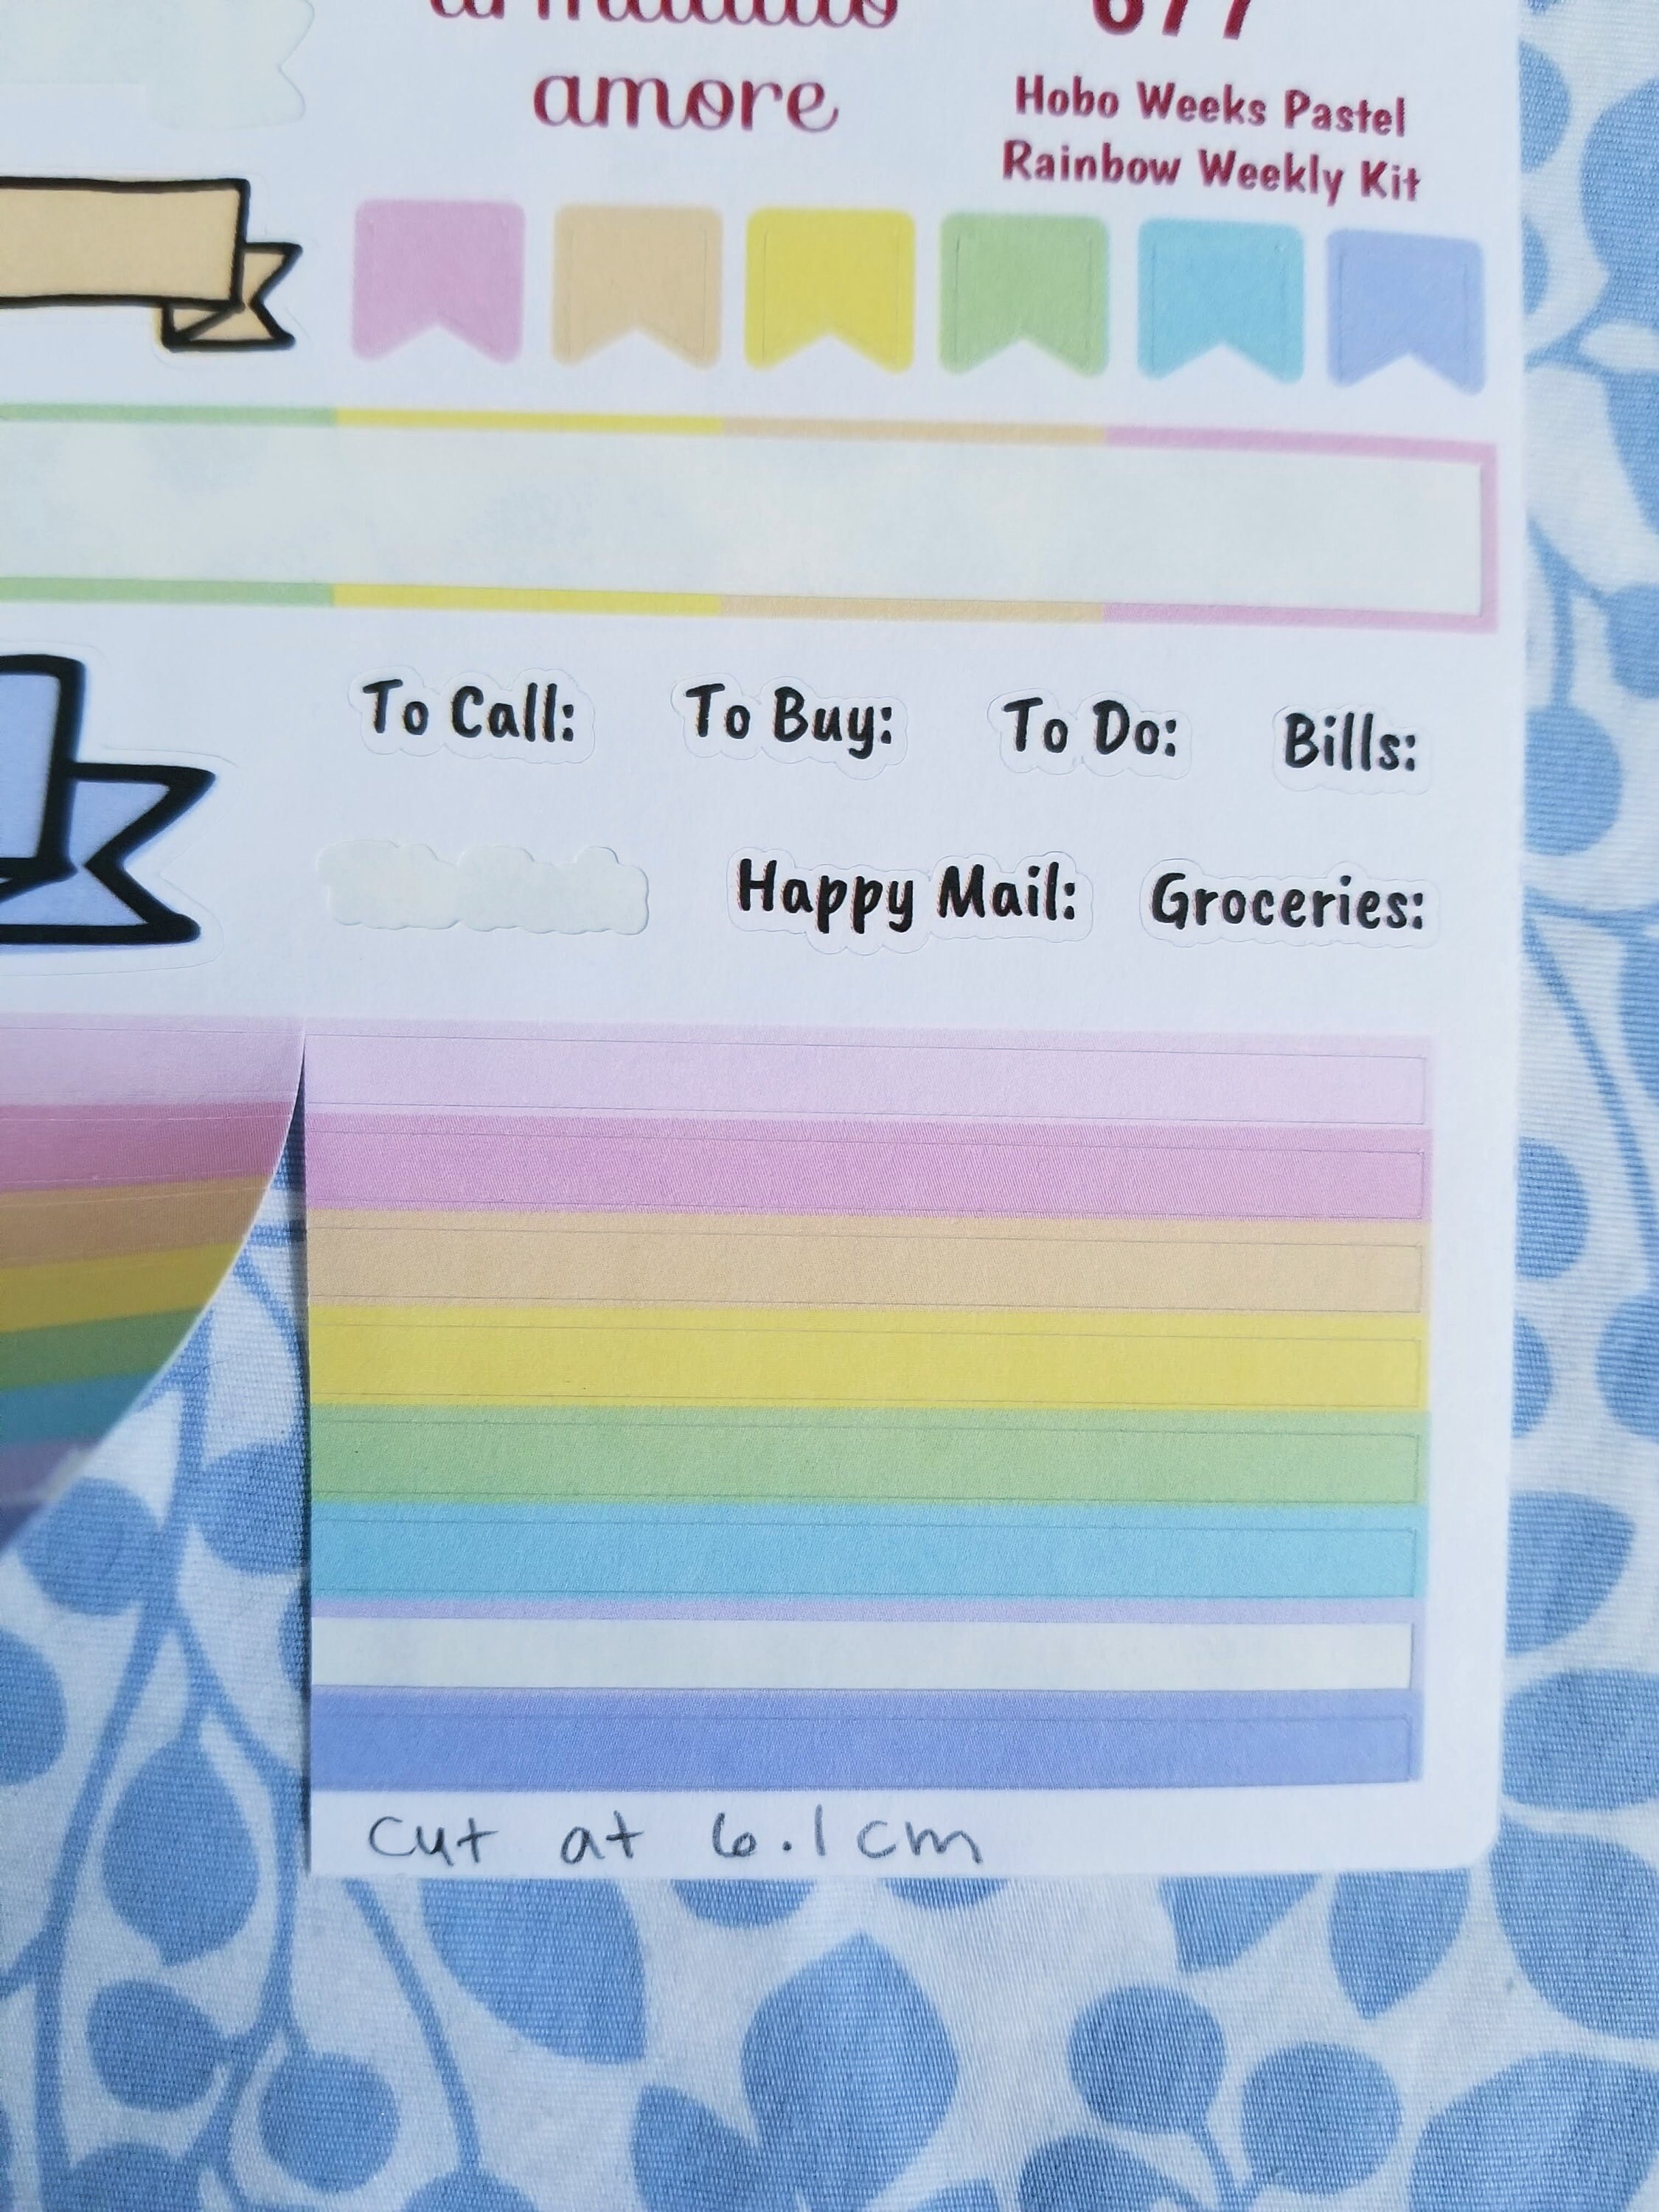 amore
677
Hobo Weeks Pastel
Rainbow Weekly Kit
To Call: To Buy: To Do: Bills:
Happy Mail: Groceries:
cut at 6.1cm